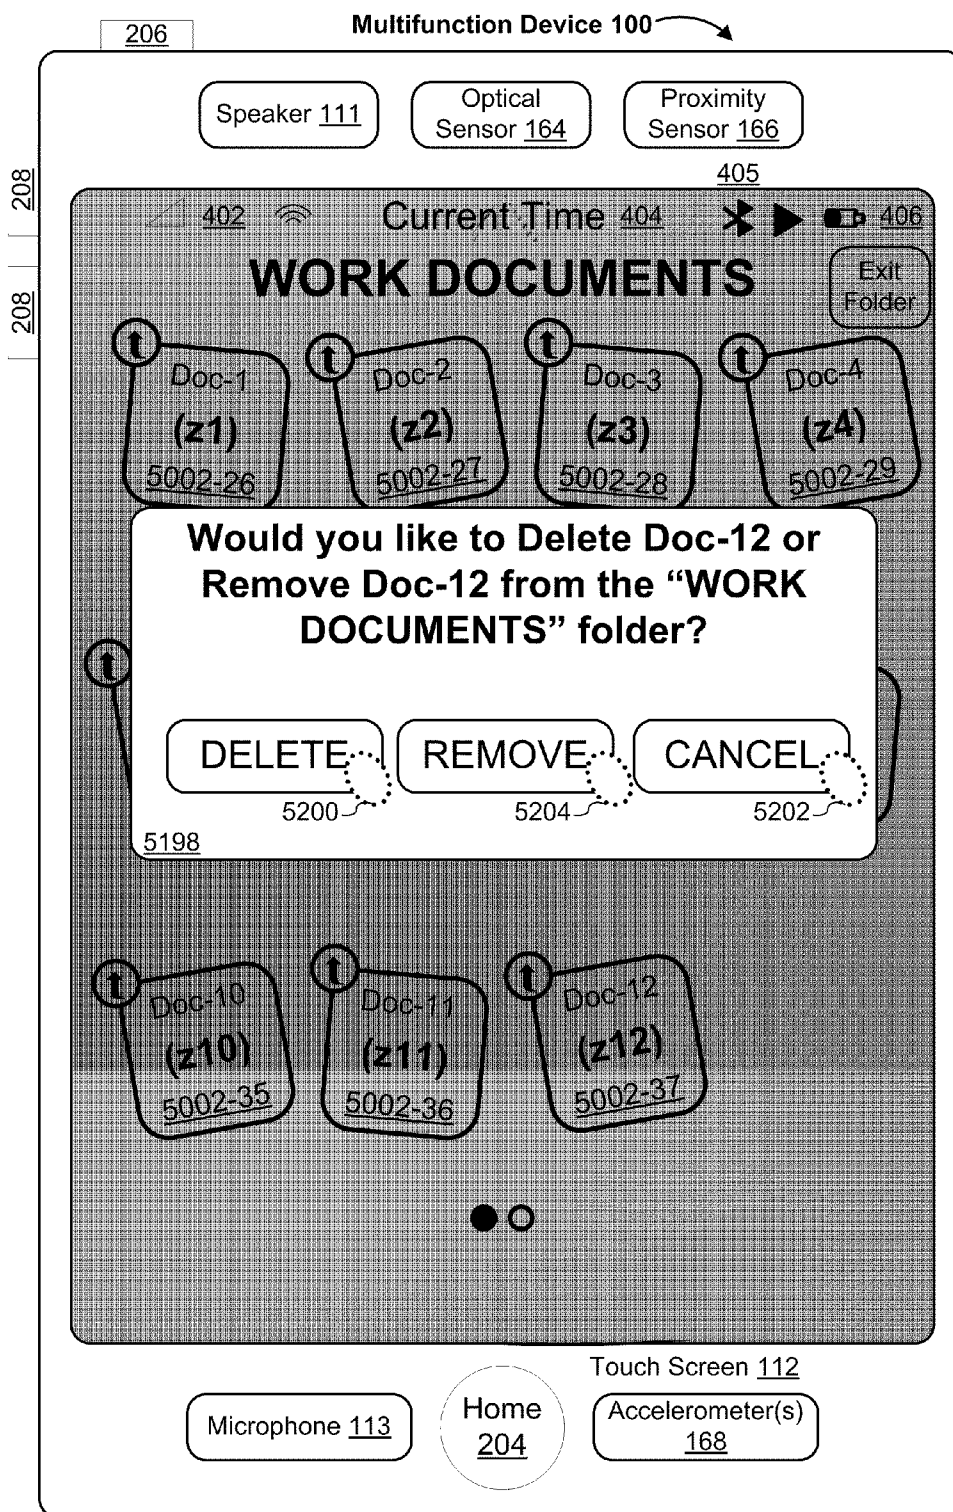 206
Multifunction Device 100
Speaker 111
Optical
Sensor 164
Proximity
Sensor 166
208
208
405
402
Current Time 404
406
WORK DOCUMENTS
Exit
Folder
Doc-1
(z1)
5002-26
Doc-2
(z2)
5002-27
Doc-3
(z3)
5002-28
Doc-4
(z4)
5002-29
Would you like to Delete Doc-12 or
Remove Doc-12 from the “WORK
DOCUMENTS” folder?
DELETE
REMOVE
CANCEL
5200
5204
5202
5198
t
t
t
t
t
t
t
t
Doc-10
(z10)
5002-35
Doc-11
(z11)
5002-36
Doc-12
(z12)
5002-37
Touch Screen 112
Microphone 113
Home
204
Accelerometer(s)
168